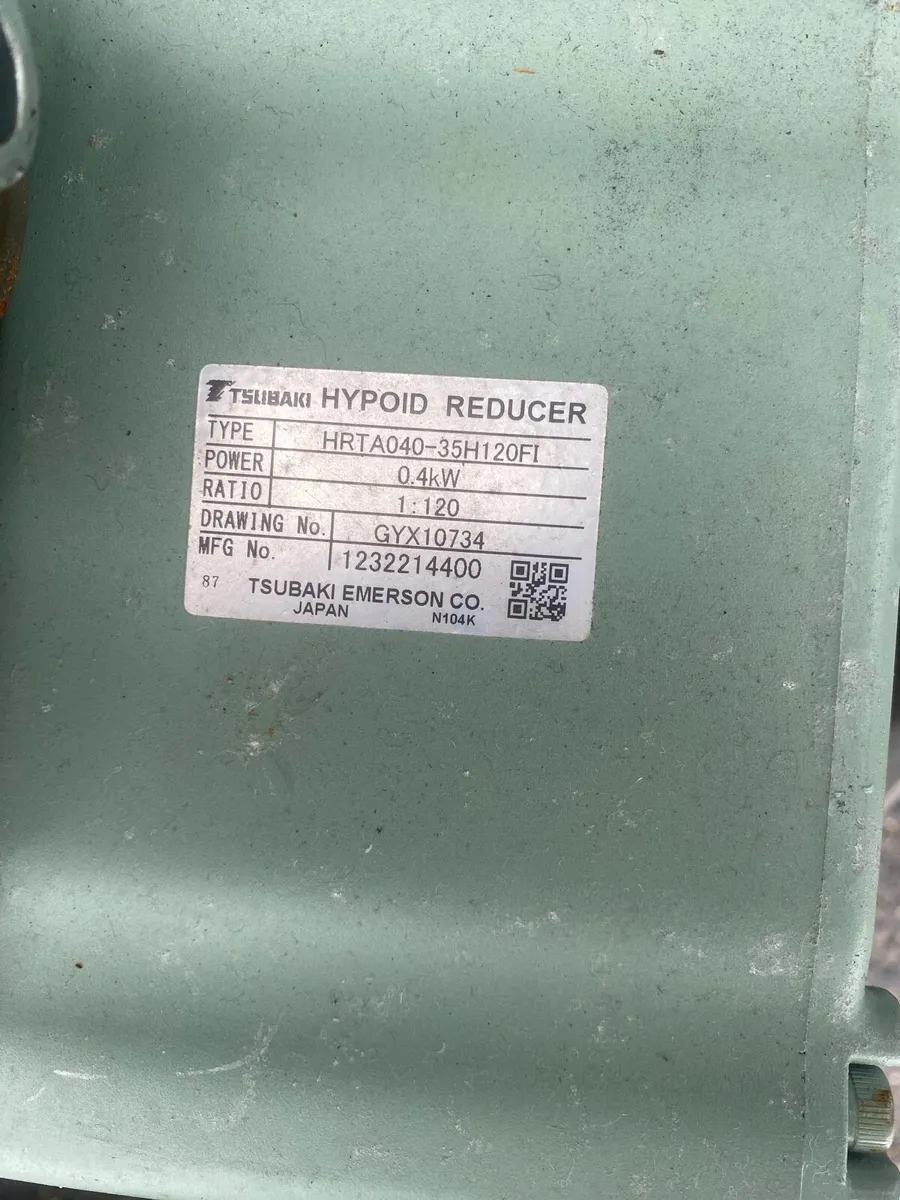 TSUBAKI HYPOID REDUCER
TYPE HRTA040-35H120FI
POWER 0.4kW
RATIO 1:120
DRAWING No. GYX10734
MFG No. 1232214400
87 TSUBAKI EMERSON CO.
JAPAN N104K